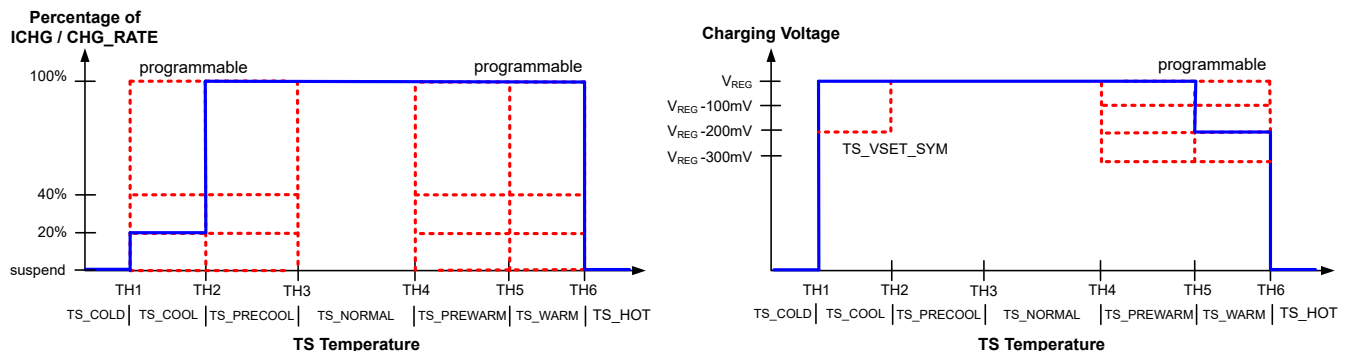 Percentage of
ICHG / CHG_RATE
programmable
programmable
100%
40%
20%
suspend
TH1 TH2 TH3 TH4 TH5 TH6
TS_COLD TS_COOL TS_PRECOOL TS_NORMAL TS_PREWARM TS_WARM TS_HOT
TS Temperature
Charging Voltage
programmable
VREG
VREG -100mV
VREG -200mV
VREG -300mV
TS_VSET_SYM
TH1 TH2 TH3 TH4 TH5 TH6
TS_COLD TS_COOL TS_PRECOOL TS_NORMAL TS_PREWARM TS_WARM TS_HOT
TS Temperature